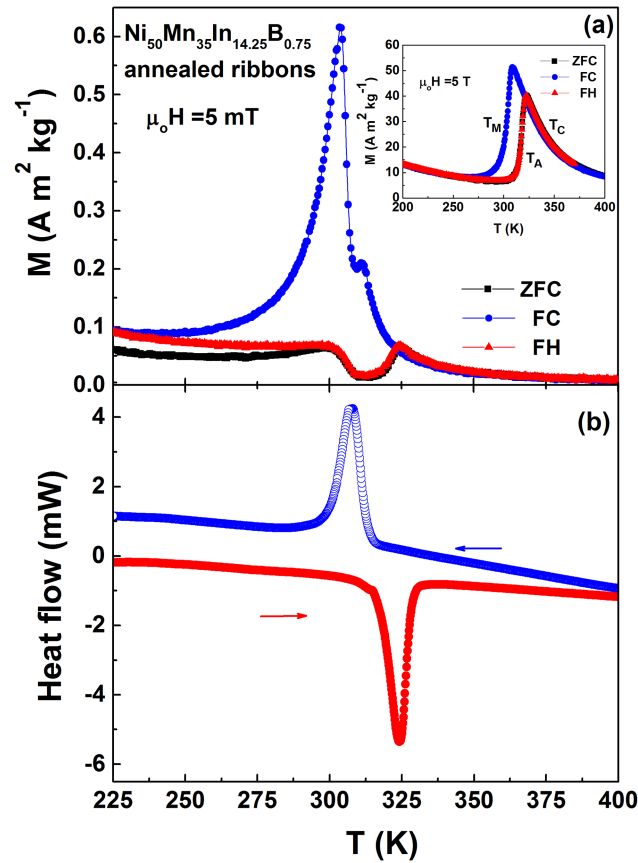 (a)
Ni50Mn35In14.25B0.75
annealed ribbons
μoH =5 mT
M (A m2 kg-1)
0.6
0.5
0.4
0.3
0.2
0.1
0.0
ZFC
FC
FH
μoH =5 T
ZFC
FC
FH
TM
TC
TA
M (A m2 kg-1)
60
50
40
30
20
10
0
200 250 300 350 400
T (K)
(b)
Heat flow (mW)
4
2
0
-2
-4
-6
225 250 275 300 325 350 375 400
T (K)